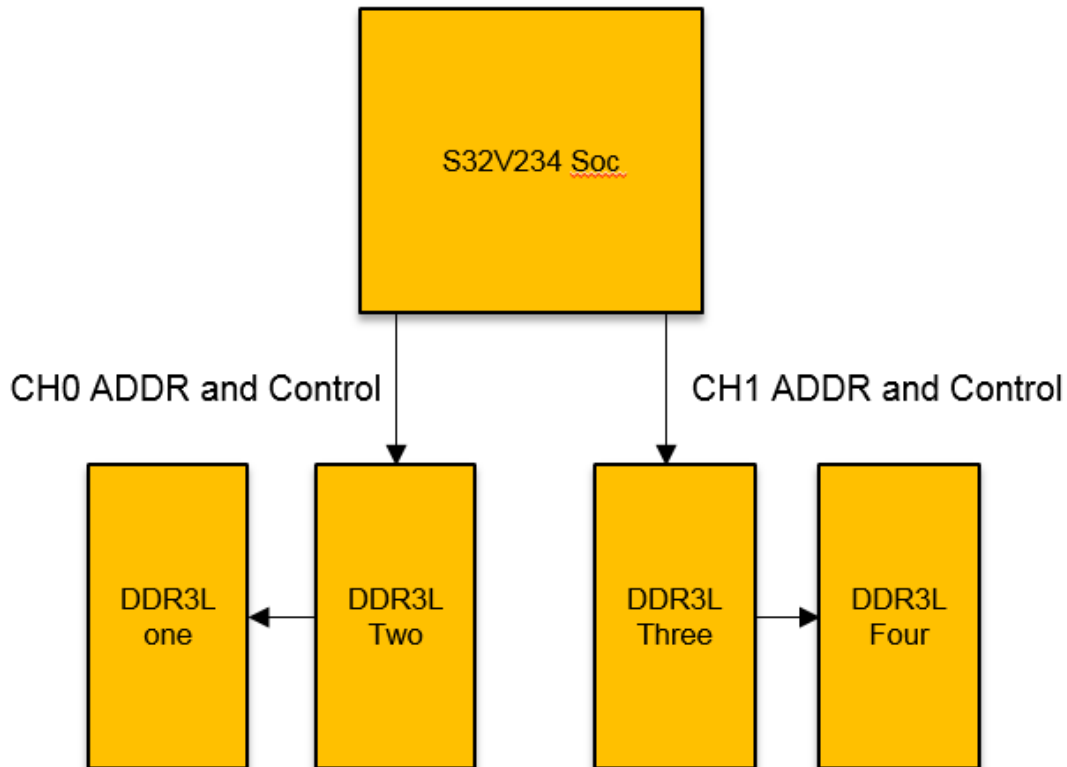 S32V234 Soc
CH0 ADDR and Control
CH1 ADDR and Control
DDR3L
one
DDR3L
Two
DDR3L
Three
DDR3L
Four